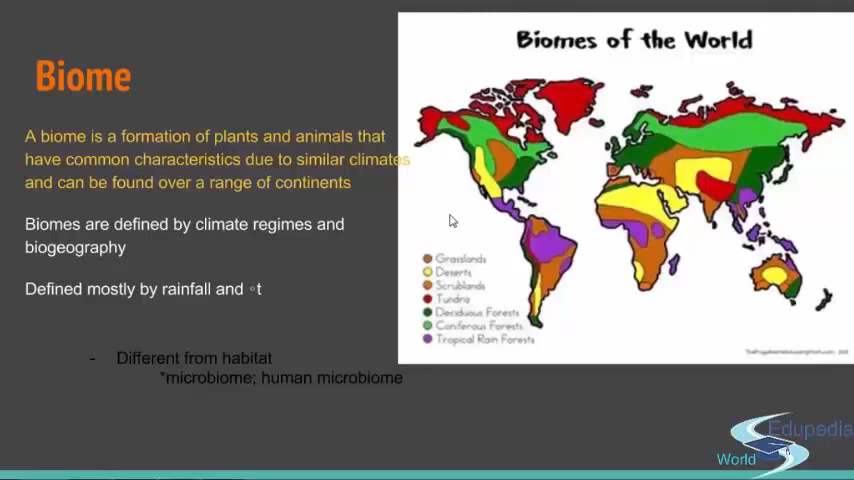 Biome
A biome is a formation of plants and animals that
have common characteristics due to similar climates
and can be found over a range of continents
Biomes are defined by climate regimes and
biogeography
Defined mostly by rainfall and °t
- Different from habitat
*microbiome; human microbiome
Biomes of the World
Grasslands
Deserts
Scrublands
Tundra
Deciduous Forests
Coniferous Forests
Tropical Rain Forests
Edupedia
World